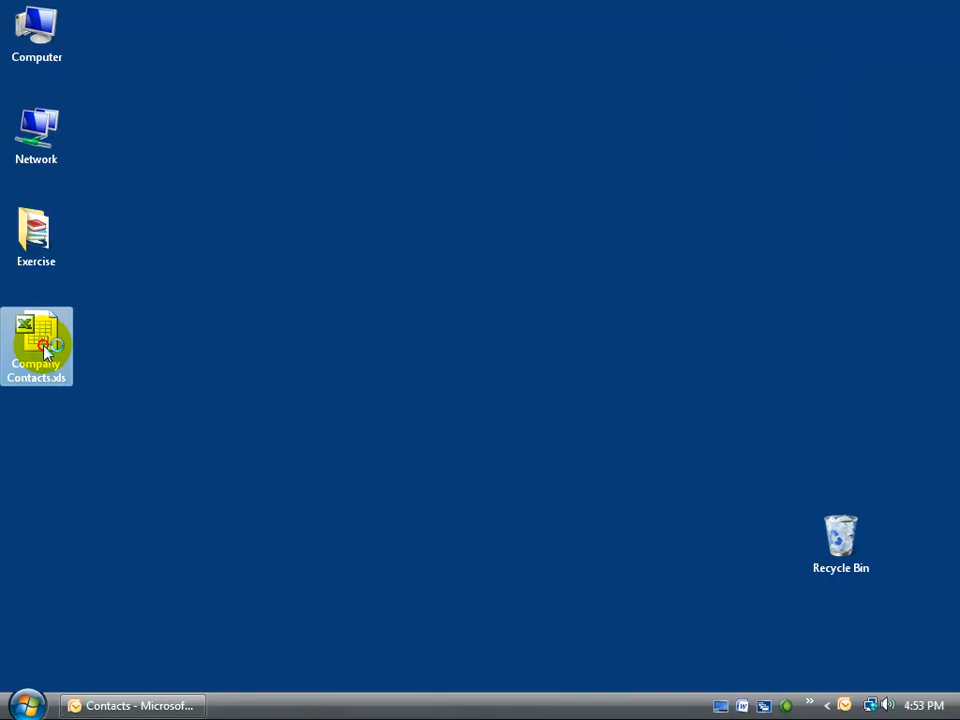 Computer
Network
Exercise
Company
Contacts.xls
Recycle Bin
Contacts - Microsof...
4:53 PM